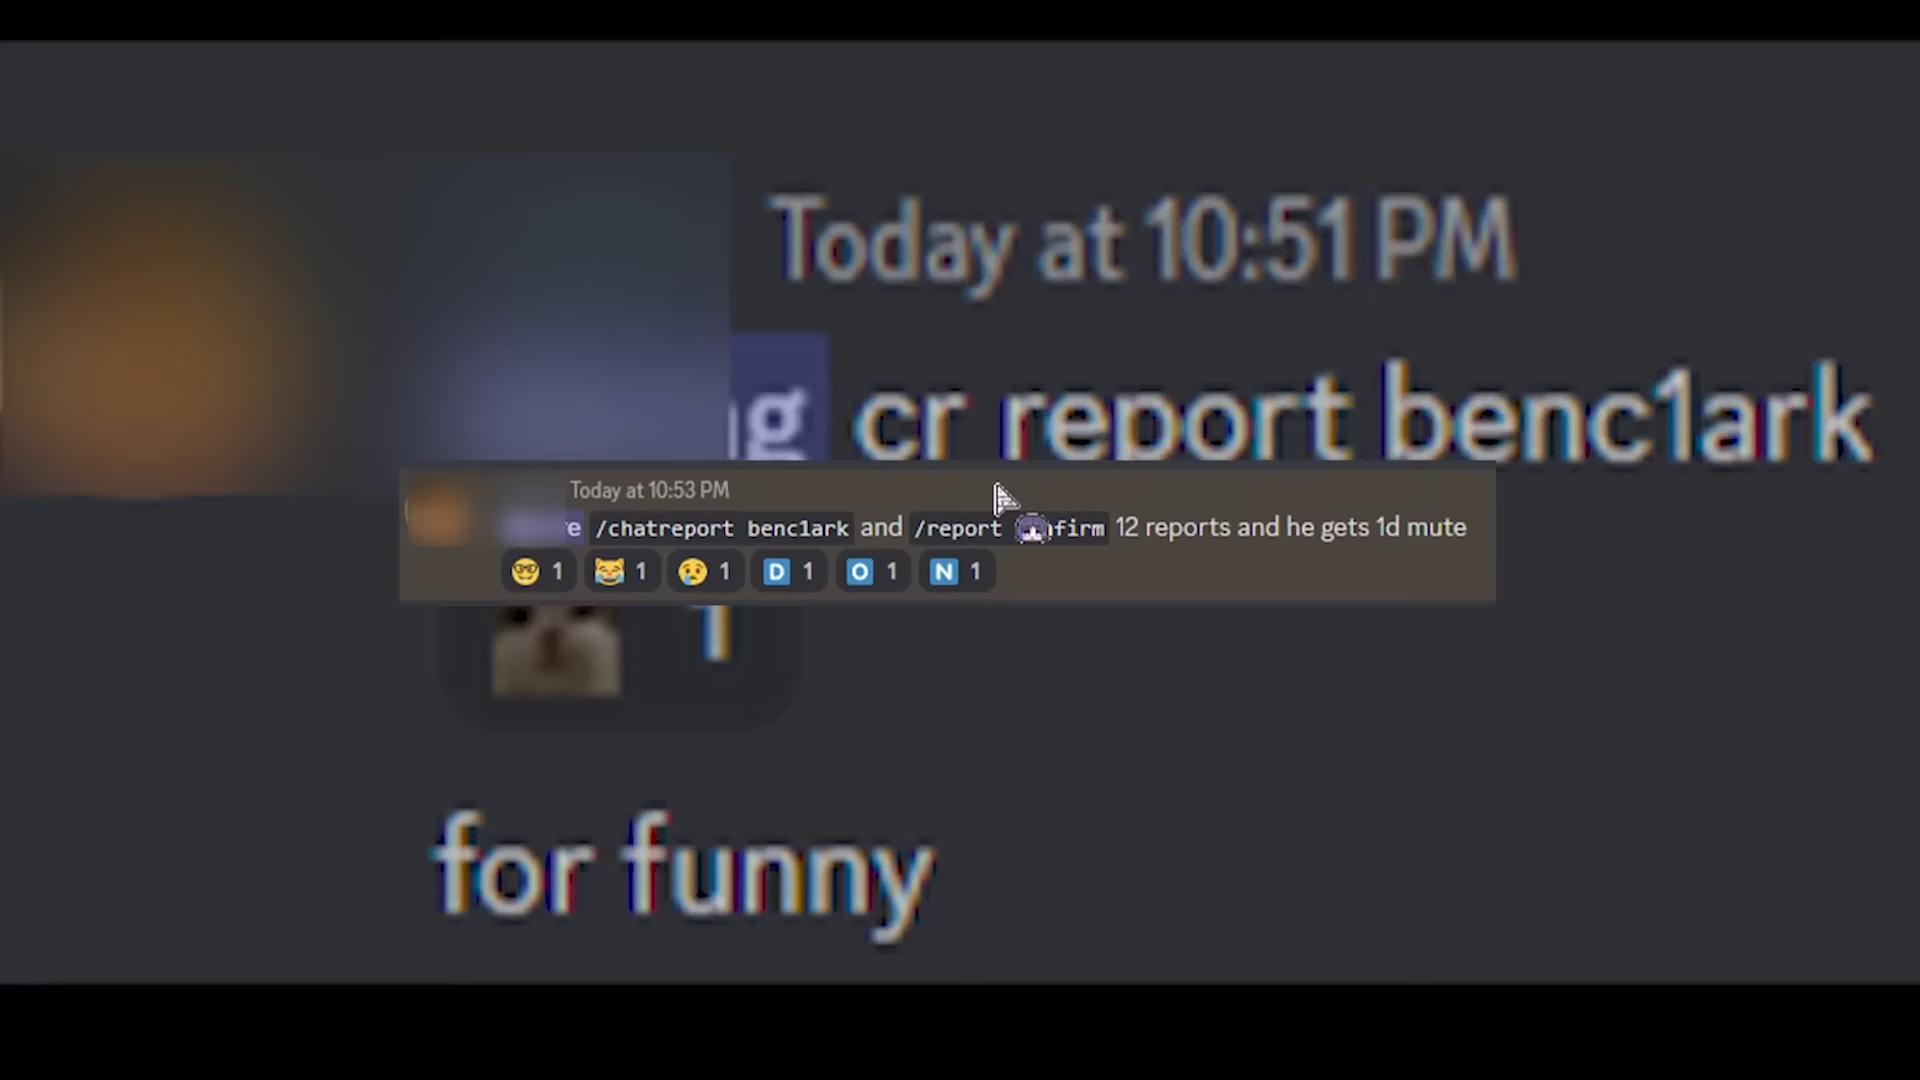 Today at 10:51 PM
cr report benc1ark
Today at 10:53 PM
/chatreport benc1ark and /report 12 reports and he gets 1d mute
1 1 1 D 1 O 1 N 1
1
for funny